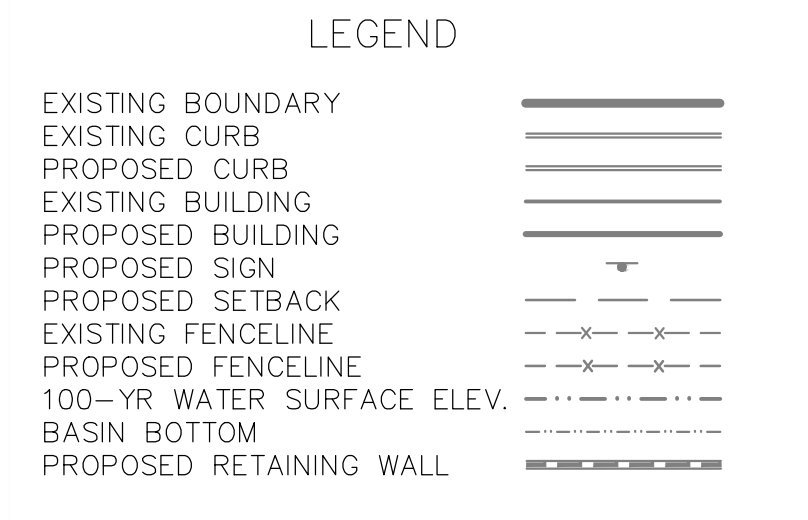 LEGEND
EXISTING BOUNDARY
EXISTING CURB
PROPOSED CURB
EXISTING BUILDING
PROPOSED BUILDING
PROPOSED SIGN
PROPOSED SETBACK
EXISTING FENCELINE
PROPOSED FENCELINE
100-YR WATER SURFACE ELEV.
BASIN BOTTOM
PROPOSED RETAINING WALL